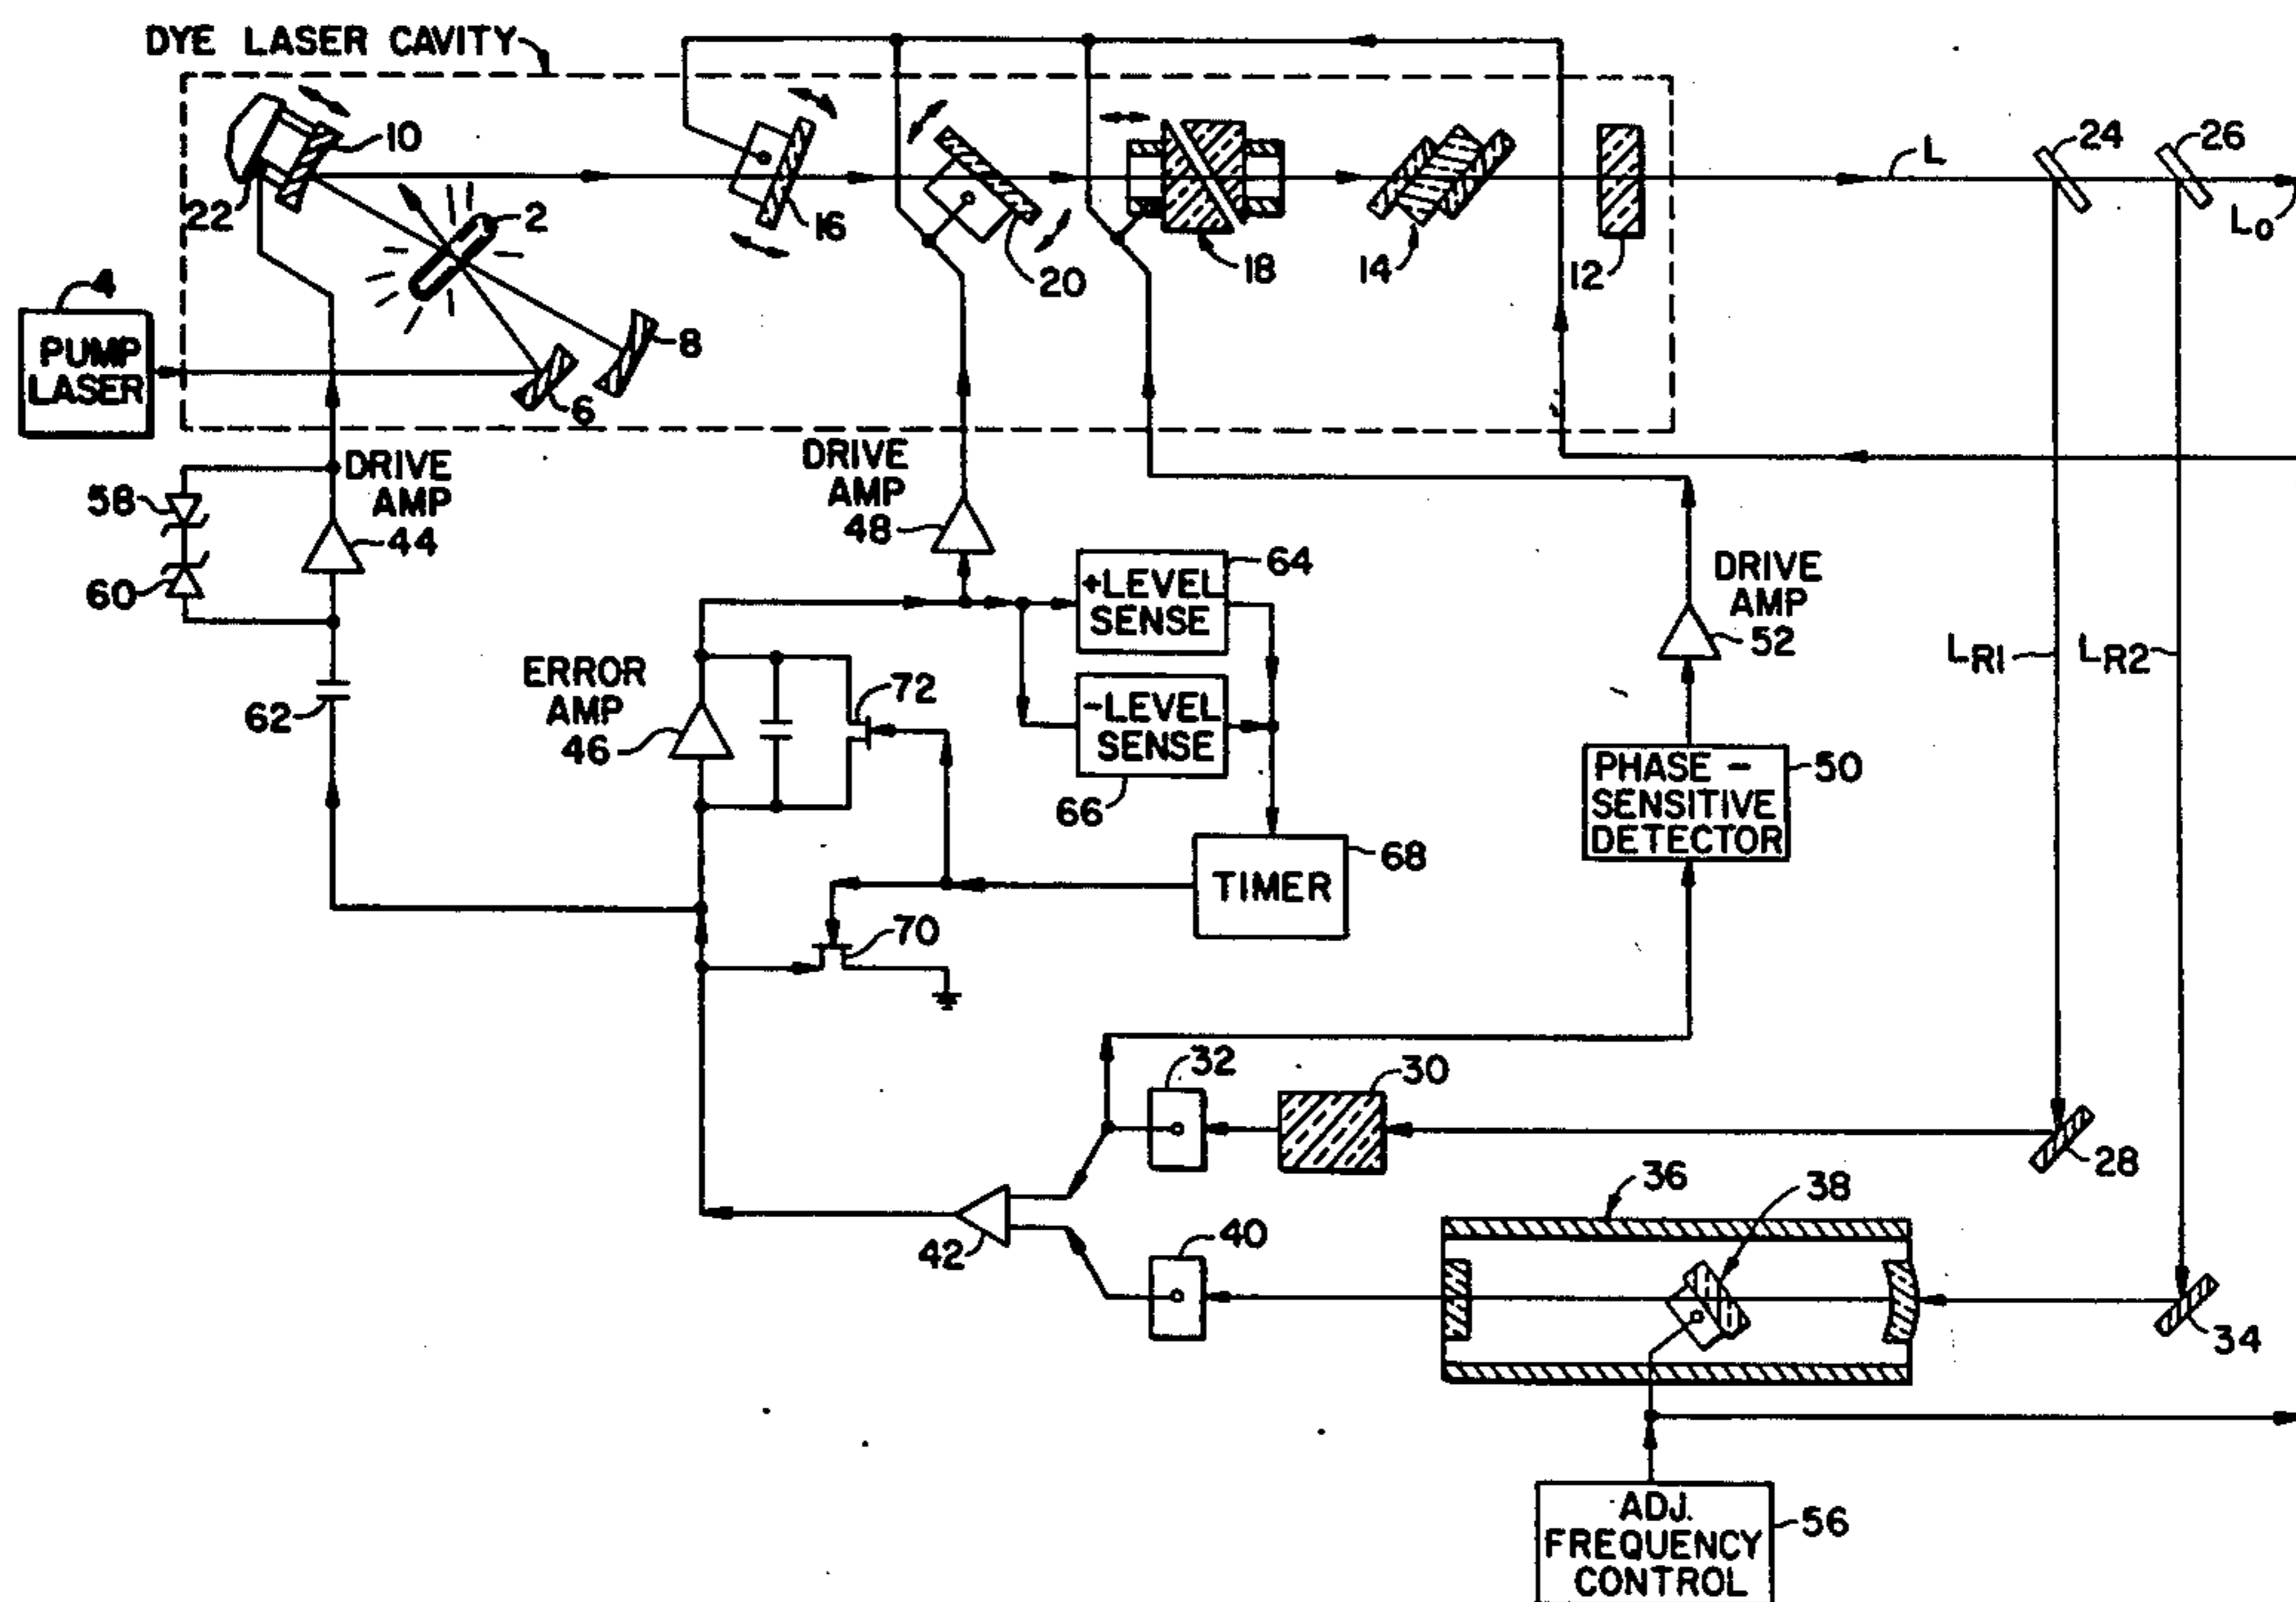 DYE LASER CAVITY
10
22
2
16
20
18
14
12
L
24
26
Lo
4
PUMP
LASER
8
6
DRIVE
AMP
44
58
60
62
DRIVE
AMP
48
+LEVEL
SENSE
64
-LEVEL
SENSE
66
ERROR
AMP
46
72
TIMER
68
70
DRIVE
AMP
52
LR1
LR2
PHASE-
SENSITIVE
DETECTOR
50
32
30
28
36
38
42
40
34
ADJ.
FREQUENCY
CONTROL
56